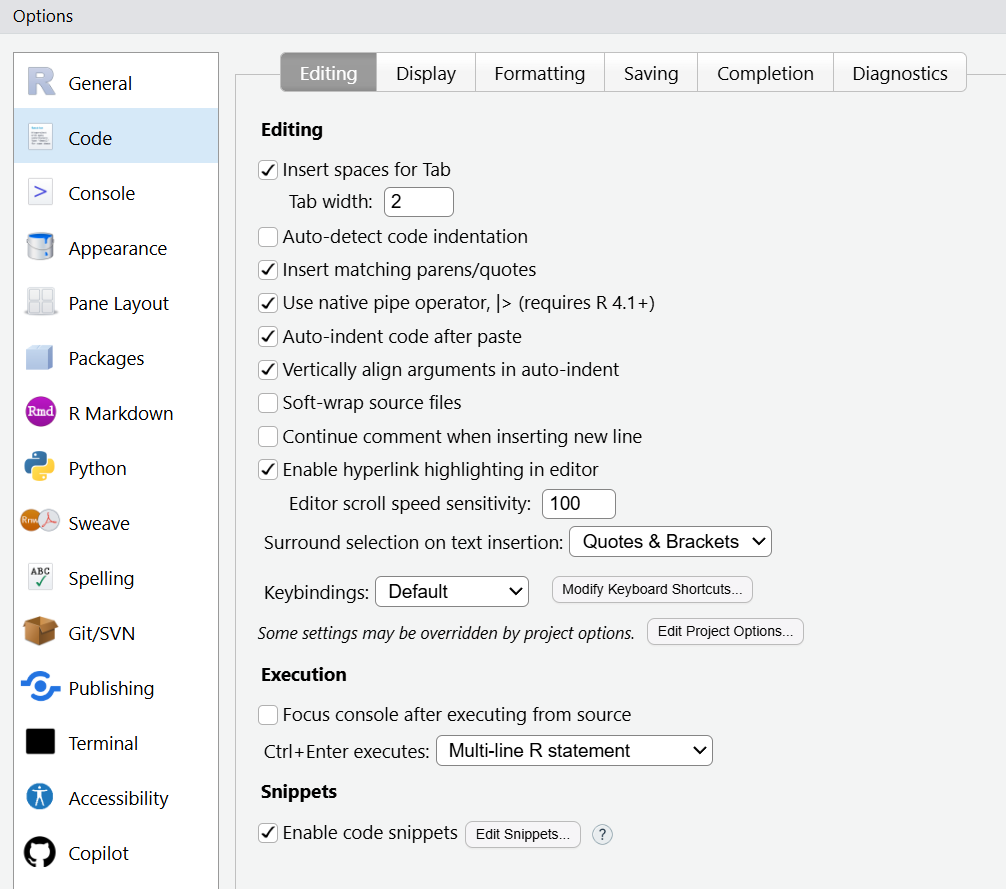 Options
General
Code
Console
Appearance
Pane Layout
Packages
Rmd R Markdown
Python
Rnw Sweave
ABC Spelling
Git/SVN
Publishing
Terminal
Accessibility
Copilot
Editing Display Formatting Saving Completion Diagnostics
Editing
Insert spaces for Tab
Tab width: 2
Auto-detect code indentation
Insert matching parens/quotes
Use native pipe operator, |> (requires R 4.1+)
Auto-indent code after paste
Vertically align arguments in auto-indent
Soft-wrap source files
Continue comment when inserting new line
Enable hyperlink highlighting in editor
Editor scroll speed sensitivity: 100
Surround selection on text insertion: Quotes & Brackets
Keybindings: Default Modify Keyboard Shortcuts...
Some settings may be overridden by project options. Edit Project Options...
Execution
Focus console after executing from source
Ctrl+Enter executes: Multi-line R statement
Snippets
Enable code snippets Edit Snippets... ?